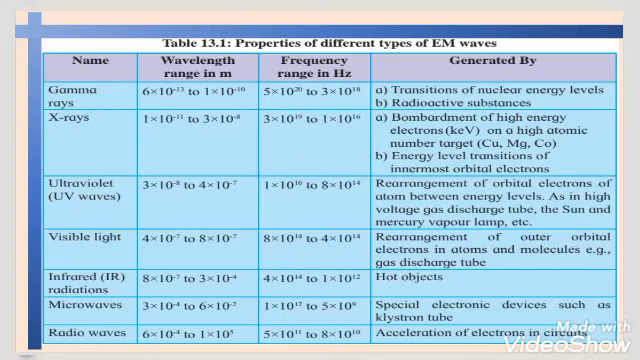 Table 13.1: Properties of different types of EM waves
Name Wavelength range in m Frequency range in Hz Generated By
Gamma rays 6×10⁻¹³ to 1×10⁻¹⁰ 5×10²⁰ to 3×10¹⁸ a) Transitions of nuclear energy levels
b) Radioactive substances
X-rays 1×10⁻¹¹ to 3×10⁻⁸ 3×10¹⁹ to 1×10¹⁶ a) Bombardment of high energy
electrons (keV) on a high atomic
number target (Cu, Mg, Co)
b) Energy level transitions of
innermost orbital electrons
Ultraviolet (UV waves) 3×10⁻⁸ to 4×10⁻⁷ 1×10¹⁶ to 8×10¹⁴ Rearrangement of orbital electrons of
atom between energy levels. As in high
voltage gas discharge tube, the Sun and
mercury vapour lamp, etc.
Visible light 4×10⁻⁷ to 8×10⁻⁷ 8×10¹⁴ to 4×10¹⁴ Rearrangement of outer orbital
electrons in atoms and molecules e.g.,
gas discharge tube
Infrared (IR) radiations 8×10⁻⁷ to 3×10⁻⁴ 4×10¹⁴ to 1×10¹² Hot objects
Microwaves 3×10⁻⁴ to 6×10⁻² 1×10¹² to 5×10⁹ Special electronic devices such as
klystron tube
Radio waves 6×10⁻⁴ to 1×10⁵ 5×10¹¹ to 8×10¹⁰ Acceleration of electrons in circuits
Made with
VideoShow